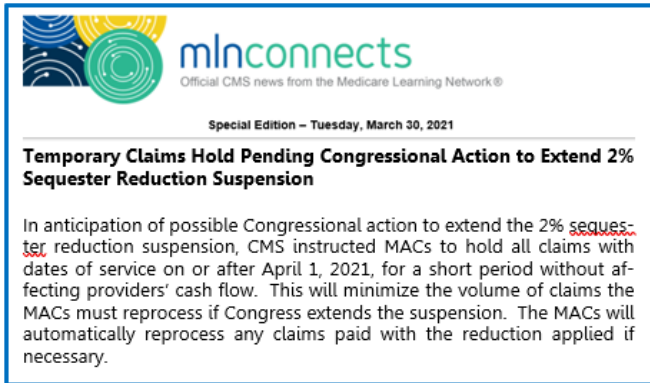 mlnconnects
Official CMS news from the Medicare Learning Network®
Special Edition – Tuesday, March 30, 2021
Temporary Claims Hold Pending Congressional Action to Extend 2%
Sequester Reduction Suspension
In anticipation of possible Congressional action to extend the 2% seques-
ter reduction suspension, CMS instructed MACs to hold all claims with
dates of service on or after April 1, 2021, for a short period without af-
fecting providers’ cash flow.  This will minimize the volume of claims the
MACs must reprocess if Congress extends the suspension.  The MACs will
automatically reprocess any claims paid with the reduction applied if
necessary.